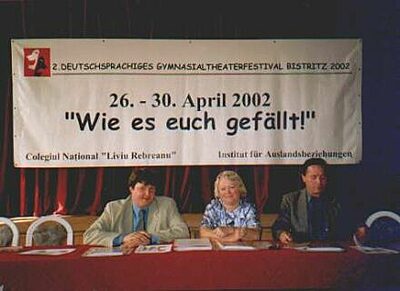 2. DEUTSCHSPRACHIGES GYMNASIALTHEATERFESTIVAL BISTRITZ 2002
26. - 30. April 2002
"Wie es euch gefällt!"
Colegiul National "Liviu Rebreanu" Institut für Auslandsbeziehungen